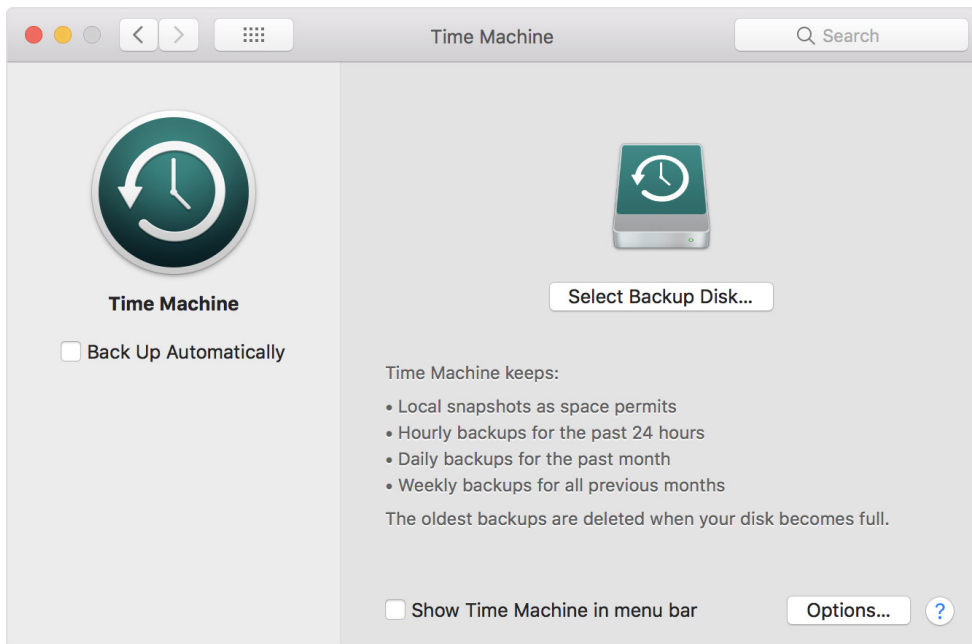 Time Machine
Search
Time Machine
Back Up Automatically
Select Backup Disk...
Time Machine keeps:
• Local snapshots as space permits
• Hourly backups for the past 24 hours
• Daily backups for the past month
• Weekly backups for all previous months
The oldest backups are deleted when your disk becomes full.
Show Time Machine in menu bar
Options...
?